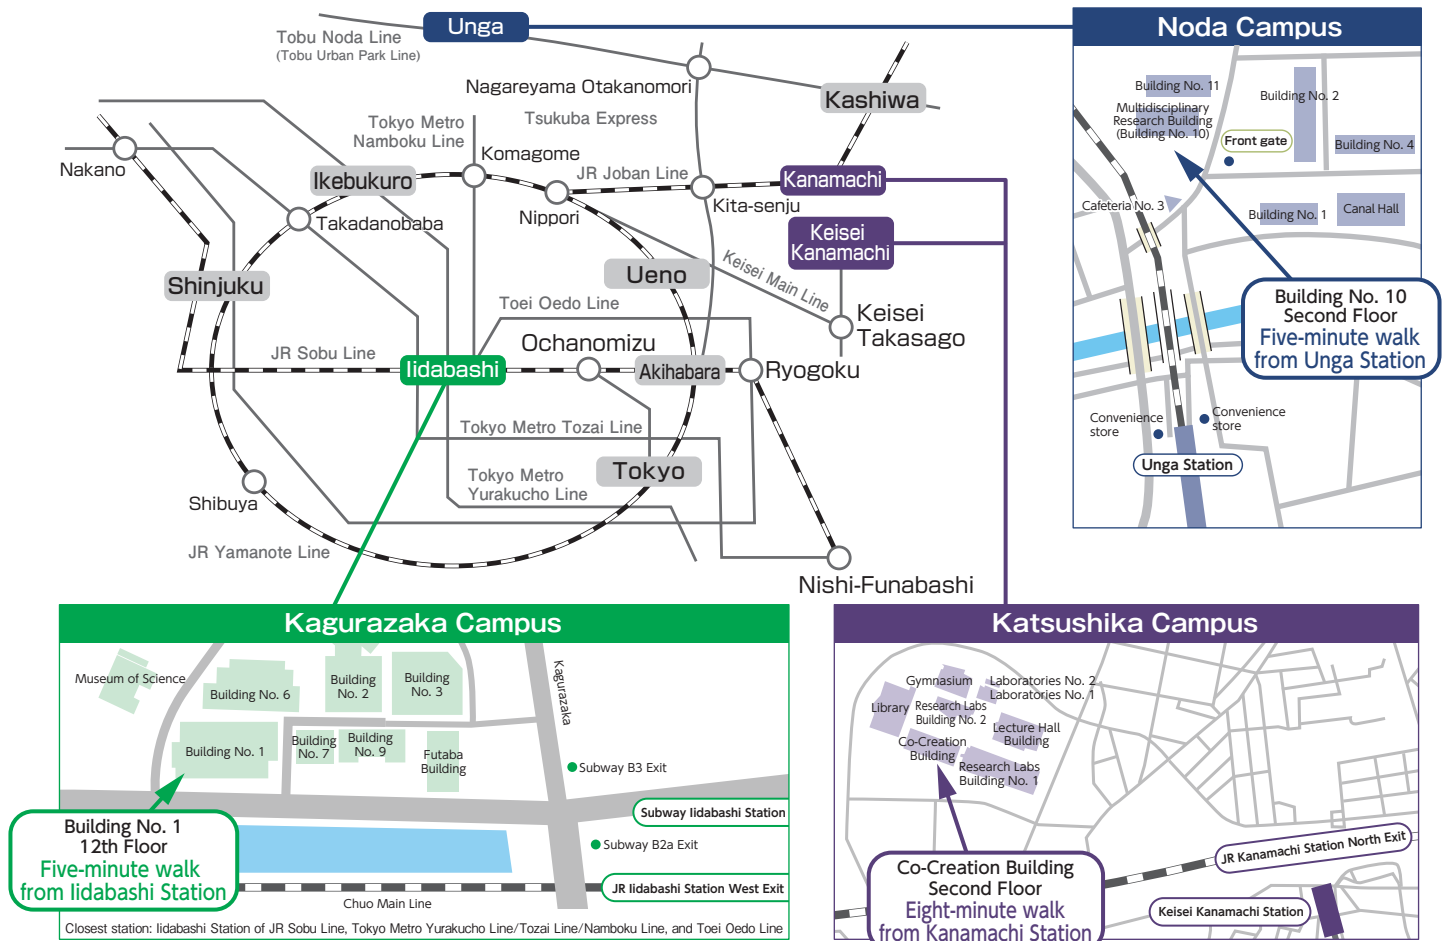 Unga
Tobu Noda Line
(Tobu Urban Park Line)
Nagareyama Otakanomori
Kashiwa
Tsukuba Express
Tokyo Metro
Namboku Line
Nakano
Ikebukuro
Komagome
JR Joban Line
Kanamachi
Takadanobaba
Nippori
Kita-senju
Keisei
Kanamachi
Shinjuku
Ueno
Keisei Main Line
Toei Oedo Line
Keisei
Takasago
Ochanomizu
JR Sobu Line
Iidabashi
Akihabara
Ryogoku
Tokyo Metro Tozai Line
Tokyo Metro
Yurakucho Line
Tokyo
Shibuya
JR Yamanote Line
Nishi-Funabashi
Noda Campus
Building No. 11
Building No. 2
Multidisciplinary
Research Building
(Building No. 10)
Front gate
Building No. 4
Cafeteria No. 3
Building No. 1
Canal Hall
Building No. 10
Second Floor
Five-minute walk
from Unga Station
Convenience
store
Convenience
store
Unga Station
Kagurazaka Campus
Museum of Science
Building No. 6
Building
No. 2
Building
No. 3
Kagurazaka
Building No. 1
Building
No. 7
Building
No. 9
Futaba
Building
Subway B3 Exit
Subway Iidabashi Station
Building No. 1
12th Floor
Five-minute walk
from Iidabashi Station
Subway B2a Exit
JR Iidabashi Station West Exit
Chuo Main Line
Closest station: Iidabashi Station of JR Sobu Line, Tokyo Metro Yurakucho Line/Tozai Line/Namboku Line, and Toei Oedo Line
Katsushika Campus
Gymnasium
Laboratories No. 2
Laboratories No. 1
Library
Research Labs
Building No. 2
Lecture Hall
Building
Co-Creation
Building
Research Labs
Building No. 1
JR Kanamachi Station North Exit
Co-Creation Building
Second Floor
Eight-minute walk
from Kanamachi Station
Keisei Kanamachi Station